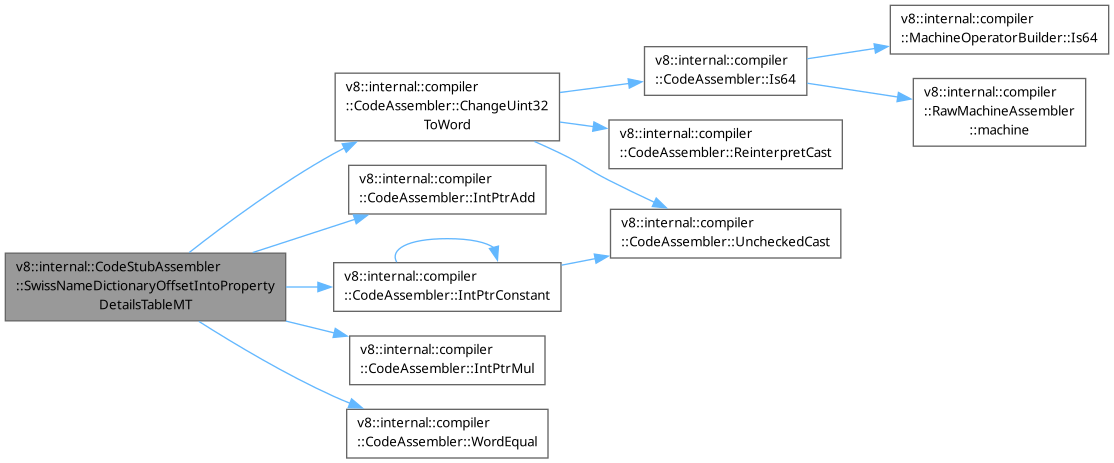 v8::internal::CodeStubAssembler
::SwissNameDictionaryOffsetIntoProperty
DetailsTableMT
v8::internal::compiler
::CodeAssembler::ChangeUint32
ToWord
v8::internal::compiler
::CodeAssembler::Is64
v8::internal::compiler
::MachineOperatorBuilder::Is64
v8::internal::compiler
::RawMachineAssembler
::machine
v8::internal::compiler
::CodeAssembler::ReinterpretCast
v8::internal::compiler
::CodeAssembler::UncheckedCast
v8::internal::compiler
::CodeAssembler::IntPtrAdd
v8::internal::compiler
::CodeAssembler::IntPtrConstant
v8::internal::compiler
::CodeAssembler::IntPtrMul
v8::internal::compiler
::CodeAssembler::WordEqual